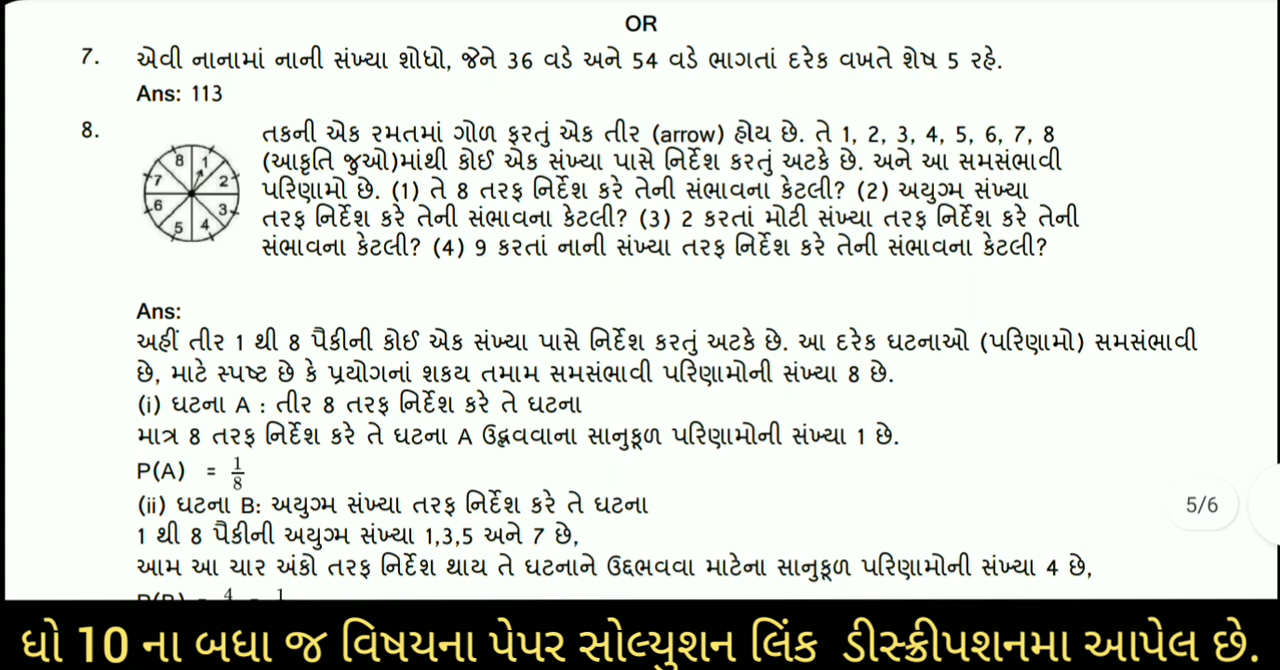 OR
7. એવી નાનામાં નાની સંખ્યા શોધો, જેને 36 વડે અને 54 વડે ભાગતાં દરેક વખતે શેષ 5 રહે.
Ans: 113
8. તકની એક રમતમાં ગોળ ફરતું એક તીર (arrow) હોય છે. તે 1, 2, 3, 4, 5, 6, 7, 8
(આકૃતિ જુઓ)માંથી કોઈ એક સંખ્યા પાસે નિર્દેશ કરતું અટકે છે. અને આ સમસંભાવી
પરિણામો છે. (1) તે 8 તરફ નિર્દેશ કરે તેની સંભાવના કેટલી? (2) અયુગ્મ સંખ્યા
તરફ નિર્દેશ કરે તેની સંભાવના કેટલી? (3) 2 કરતાં મોટી સંખ્યા તરફ નિર્દેશ કરે તેની
સંભાવના કેટલી? (4) 9 કરતાં નાની સંખ્યા તરફ નિર્દેશ કરે તેની સંભાવના કેટલી?
8 1
7 2
6 3
5 4
Ans:
અહીં તીર 1 થી 8 પૈકીની કોઈ એક સંખ્યા પાસે નિર્દેશ કરતું અટકે છે. આ દરેક ઘટનાઓ (પરિણામો) સમસંભાવી
છે, માટે સ્પષ્ટ છે કે પ્રયોગનાં શકય તમામ સમસંભાવી પરિણામોની સંખ્યા 8 છે.
(i) ઘટના A : તીર 8 તરફ નિર્દેશ કરે તે ઘટના
માત્ર 8 તરફ નિર્દેશ કરે તે ઘટના A ઉદ્ભવવાના સાનુકૂળ પરિણામોની સંખ્યા 1 છે.
P(A) = 1/8
(ii) ઘટના B: અયુગ્મ સંખ્યા તરફ નિર્દેશ કરે તે ઘટના
5/6
1 થી 8 પૈકીની અયુગ્મ સંખ્યા 1,3,5 અને 7 છે,
આમ આ ચાર અંકો તરફ નિર્દેશ થાય તે ઘટનાને ઉદ્દભવવા માટેના સાનુકૂળ પરિણામોની સંખ્યા 4 છે,
P(B) = 4 = 1
ધો 10 ના બધા જ વિષયના પેપર સોલ્યુશન લિંક ડીસ્ક્રીપશનમા આપેલ છે.